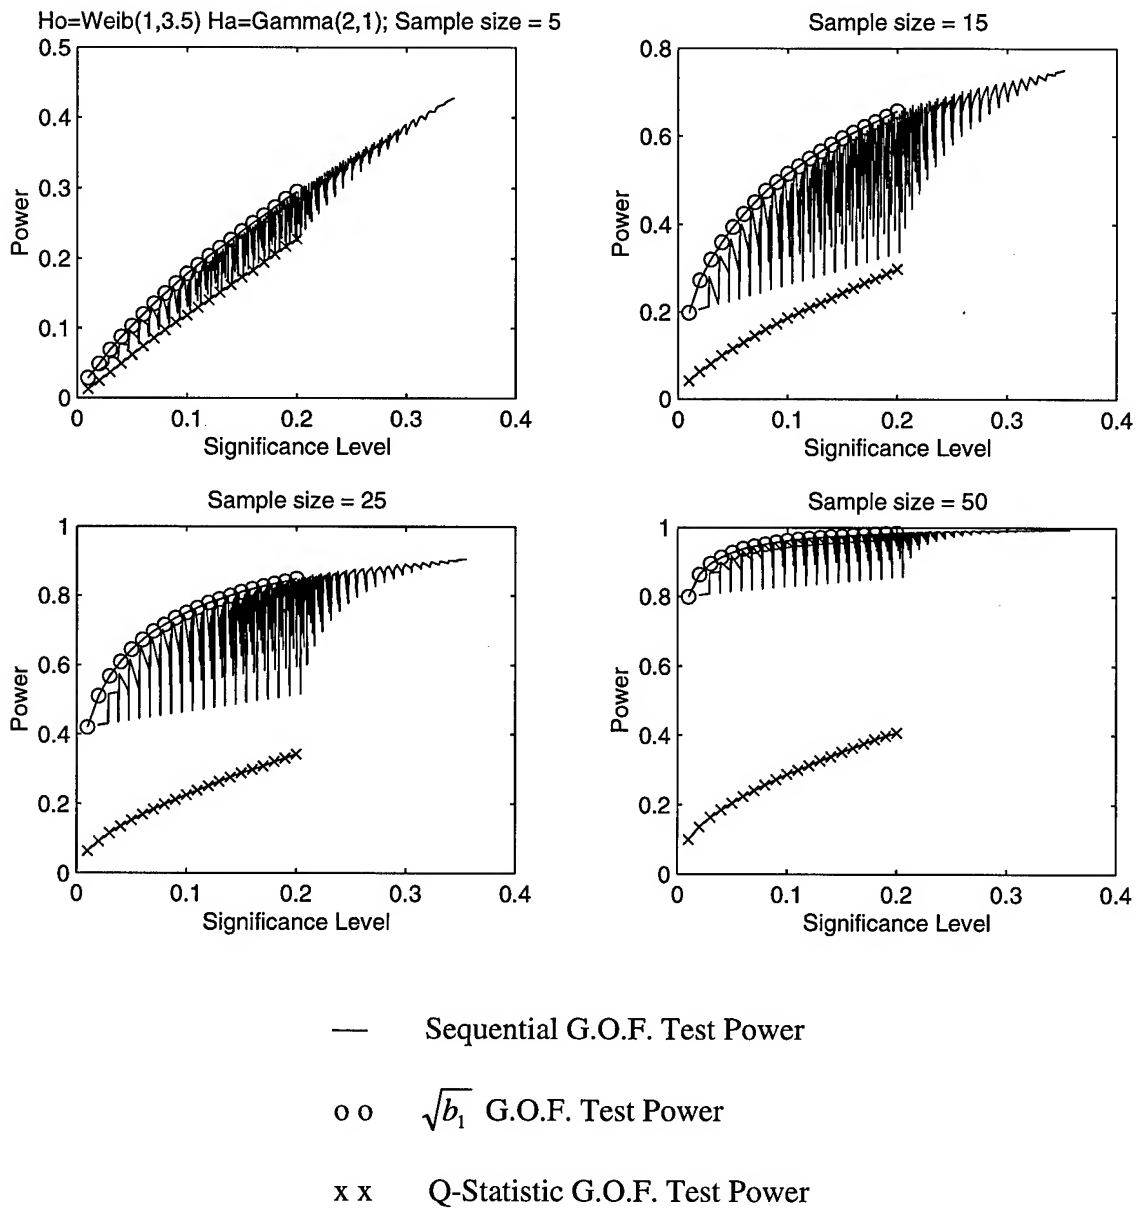 Ho=Weib(1,3.5) Ha=Gamma(2,1); Sample size = 5
0.5
0.4
0.3
0.2
0.1
0
Power
0 0.1 0.2 0.3 0.4
Significance Level
Sample size = 15
0.8
0.6
0.4
0.2
0
Power
0 0.1 0.2 0.3 0.4
Significance Level
Sample size = 25
1
0.8
0.6
0.4
0.2
0
Power
0 0.1 0.2 0.3 0.4
Significance Level
Sample size = 50
1
0.8
0.6
0.4
0.2
0
Power
0 0.1 0.2 0.3 0.4
Significance Level
— Sequential G.O.F. Test Power
o o √b₁ G.O.F. Test Power
x x Q-Statistic G.O.F. Test Power